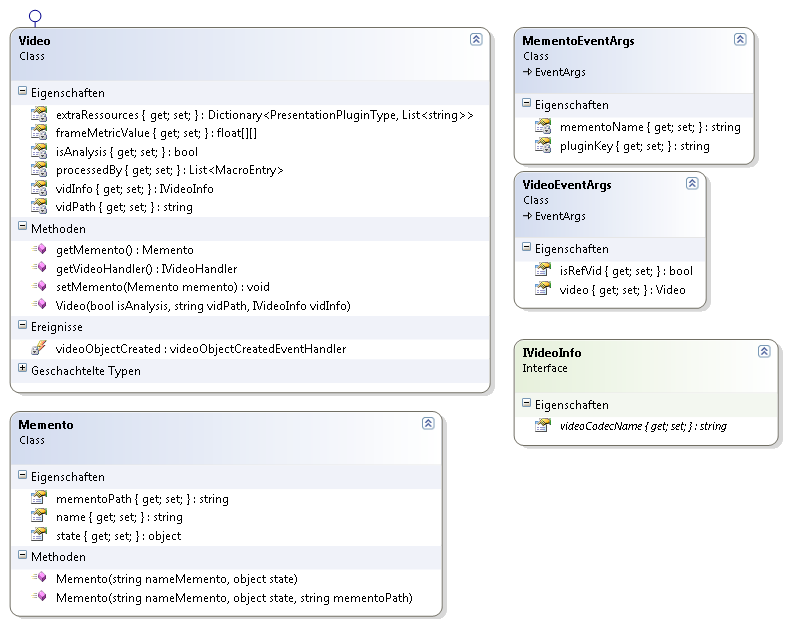 Video
Class
Eigenschaften
extraRessources { get; set; } : Dictionary<PresentationPluginType, List<string>>
frameMetricValue { get; set; } : float[][]
isAnalysis { get; set; } : bool
processedBy { get; set; } : List<MacroEntry>
vidInfo { get; set; } : IVideoInfo
vidPath { get; set; } : string
Methoden
getMemento() : Memento
getVideoHandler() : IVideoHandler
setMemento(Memento memento) : void
Video(bool isAnalysis, string vidPath, IVideoInfo vidInfo)
Ereignisse
videoObjectCreated : videoObjectCreatedEventHandler
Geschachtelte Typen
Memento
Class
Eigenschaften
mementoPath { get; set; } : string
name { get; set; } : string
state { get; set; } : object
Methoden
Memento(string nameMemento, object state)
Memento(string nameMemento, object state, string mementoPath)
MementoEventArgs
Class
EventArgs
Eigenschaften
mementoName { get; set; } : string
pluginKey { get; set; } : string
VideoEventArgs
Class
EventArgs
Eigenschaften
isRefVid { get; set; } : bool
video { get; set; } : Video
IVideoInfo
Interface
Eigenschaften
videoCodecName { get; set; } : string